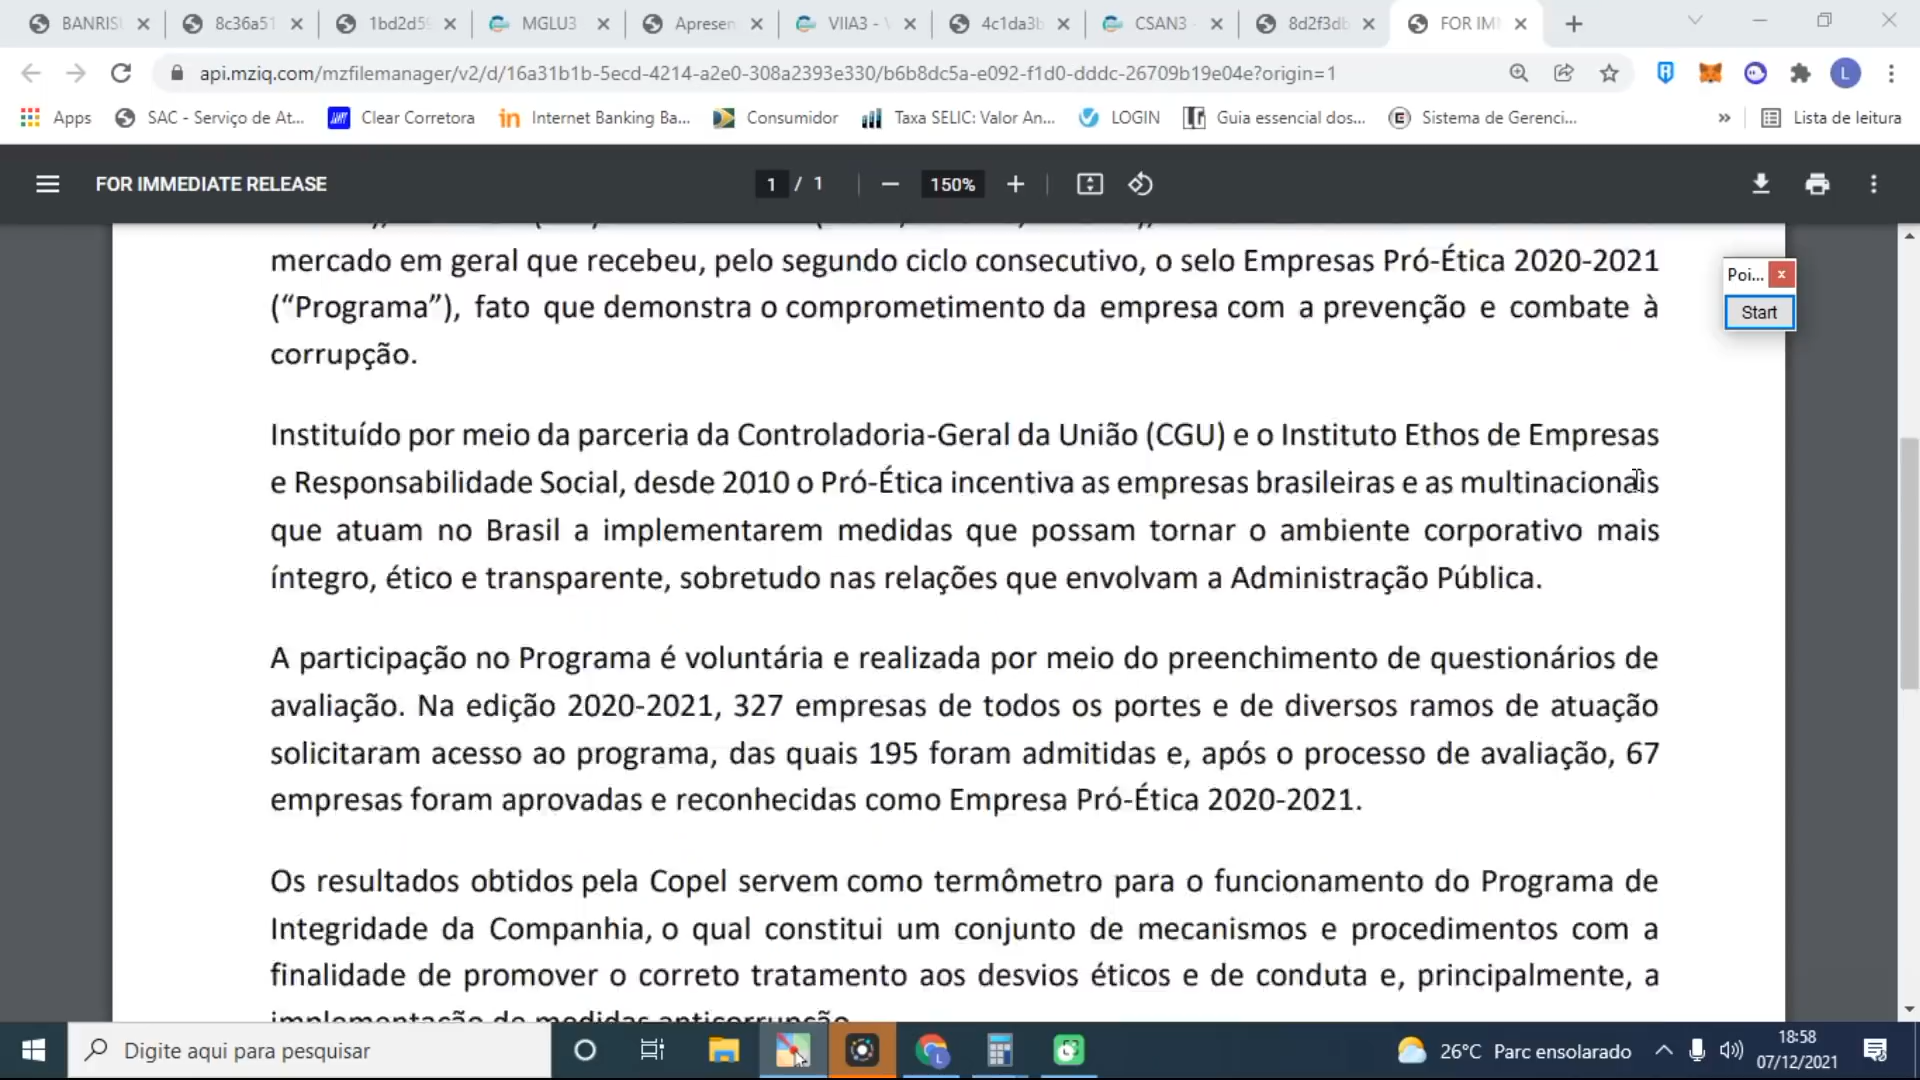 BANRISU
8c36a51
1bd2d59
MGLU3
Apresen
VIIA3 - V
4c1da3b
CSAN3 -
8d2f3db
FOR IMM
api.mziq.com/mzfilemanager/v2/d/16a31b1b-5ecd-4214-a2e0-308a2393e330/b6b8dc5a-e092-f1d0-dddc-26709b19e04e?origin=1
L
Apps
SAC - Serviço de At...
Clear Corretora
Internet Banking Ba...
Consumidor
Taxa SELIC: Valor An...
LOGIN
Guia essencial dos...
Sistema de Gerenci...
»
Lista de leitura
FOR IMMEDIATE RELEASE
1 / 1
150%
mercado em geral que recebeu, pelo segundo ciclo consecutivo, o selo Empresas Pró-Ética 2020-2021
(“Programa”), fato que demonstra o comprometimento da empresa com a prevenção e combate à
corrupção.
Poi...
Start
Instituído por meio da parceria da Controladoria-Geral da União (CGU) e o Instituto Ethos de Empresas
e Responsabilidade Social, desde 2010 o Pró-Ética incentiva as empresas brasileiras e as multinacionais
que atuam no Brasil a implementarem medidas que possam tornar o ambiente corporativo mais
íntegro, ético e transparente, sobretudo nas relações que envolvam a Administração Pública.
A participação no Programa é voluntária e realizada por meio do preenchimento de questionários de
avaliação. Na edição 2020-2021, 327 empresas de todos os portes e de diversos ramos de atuação
solicitaram acesso ao programa, das quais 195 foram admitidas e, após o processo de avaliação, 67
empresas foram aprovadas e reconhecidas como Empresa Pró-Ética 2020-2021.
Os resultados obtidos pela Copel servem como termômetro para o funcionamento do Programa de
Integridade da Companhia, o qual constitui um conjunto de mecanismos e procedimentos com a
finalidade de promover o correto tratamento aos desvios éticos e de conduta e, principalmente, a
implementação de medidas anticorrupção
Digite aqui para pesquisar
26°C Parc ensolarado
18:58
07/12/2021